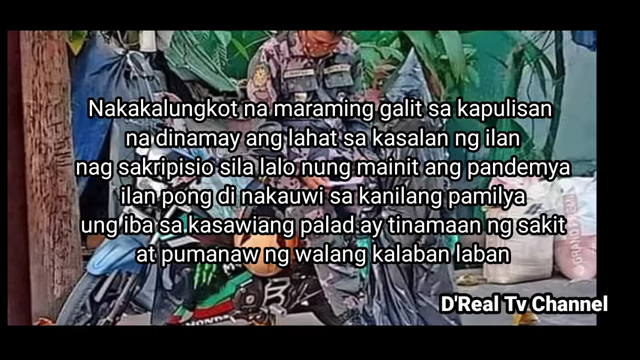 Nakakalungkot na maraming galit sa kapulisan
na dinamay ang lahat sa kasalan ng ilan
nag sakripisio sila lalo nung mainit ang pandemya
ilan pong di nakauwi sa kanilang pamilya
ung iba sa kasawiang palad ay tinamaan ng sakit
at pumanaw ng walang kalaban laban
HONDA
D'Real Tv Channel